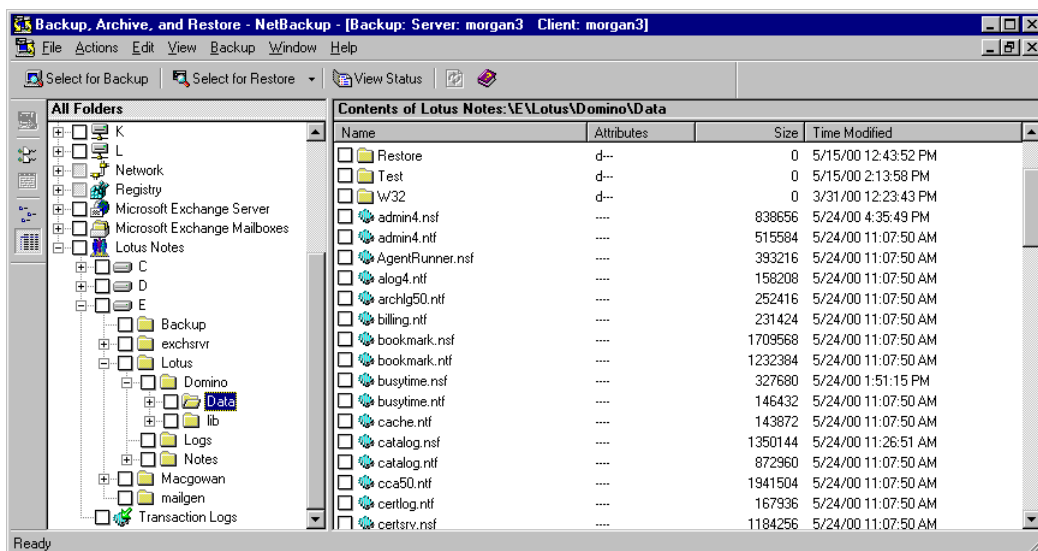 Backup, Archive, and Restore - NetBackup - [Backup: Server: morgan3 Client: morgan3]
File Actions Edit View Backup Window Help
Select for Backup Select for Restore View Status
All Folders
K
L
Network
Registry
Microsoft Exchange Server
Microsoft Exchange Mailboxes
Lotus Notes
C
D
E
Backup
exchsrvr
Lotus
Domino
Data
lib
Logs
Notes
Macgowan
mailgen
Transaction Logs
Contents of Lotus Notes:\E\Lotus\Domino\Data
Name Attributes Size Time Modified
Restore d--- 0 5/15/00 12:43:52 PM
Test d--- 0 5/15/00 2:13:58 PM
W32 d--- 0 3/31/00 12:23:43 PM
admin4.nsf ---- 838656 5/24/00 4:35:49 PM
admin4.ntf ---- 515584 5/24/00 11:07:50 AM
AgentRunner.nsf ---- 393216 5/24/00 11:07:50 AM
alog4.ntf ---- 158208 5/24/00 11:07:50 AM
archlg50.ntf ---- 252416 5/24/00 11:07:50 AM
billing.ntf ---- 231424 5/24/00 11:07:50 AM
bookmark.nsf ---- 1709568 5/24/00 11:07:50 AM
bookmark.ntf ---- 1232384 5/24/00 11:07:50 AM
busytime.nsf ---- 327680 5/24/00 1:51:15 PM
busytime.ntf ---- 146432 5/24/00 11:07:50 AM
cache.ntf ---- 143872 5/24/00 11:07:50 AM
catalog.nsf ---- 1350144 5/24/00 11:26:51 AM
catalog.ntf ---- 872960 5/24/00 11:07:50 AM
cca50.ntf ---- 1941504 5/24/00 11:07:50 AM
certlog.ntf ---- 167936 5/24/00 11:07:50 AM
certsrv.nsf ---- 1184256 5/24/00 11:07:50 AM
Ready